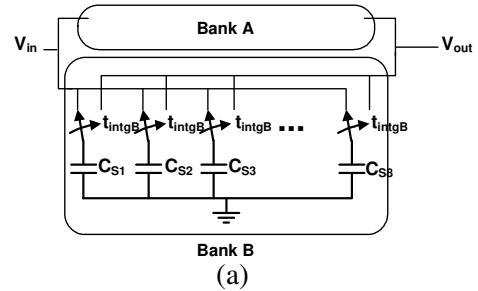 Bank A
V_in V_out
t_intgB t_intgB t_intgB ... t_intgB
C_S1 C_S2 C_S3 C_S8
Bank B
(a)